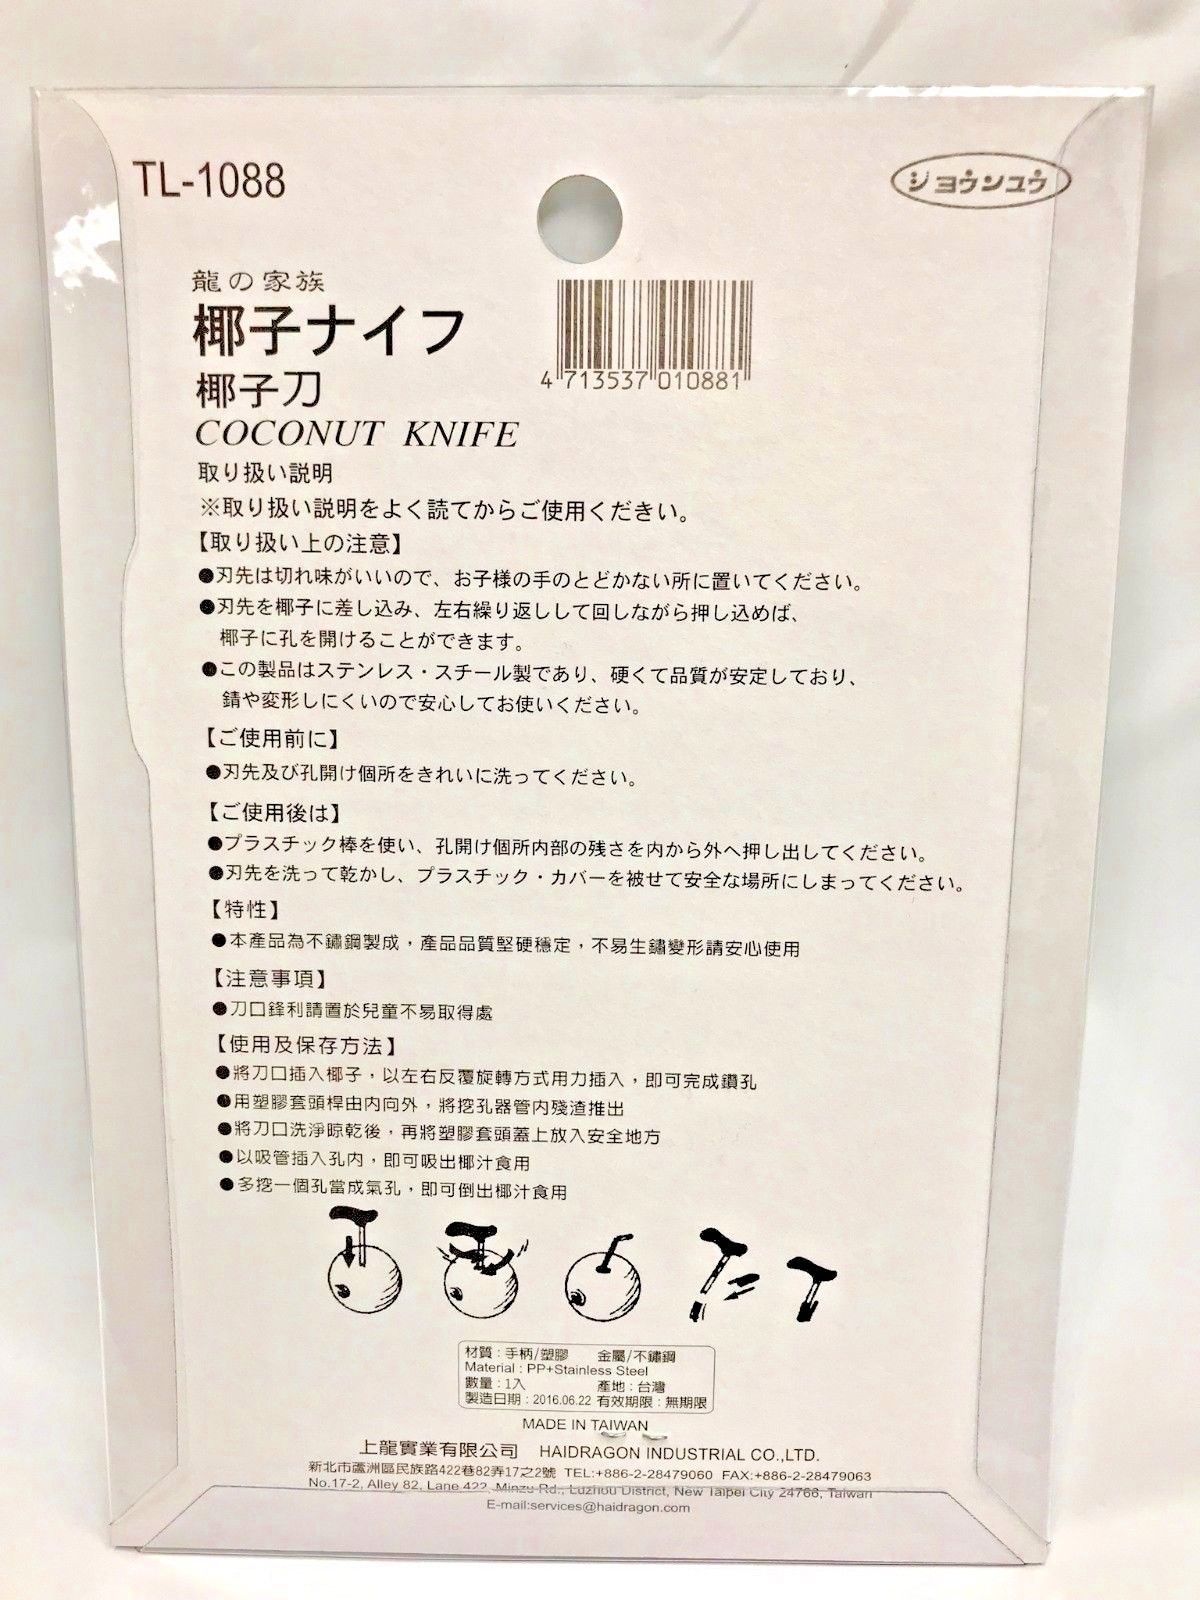 TL-1088
ジョウンユウ
龍の家族
椰子ナイフ
椰子刀
COCONUT KNIFE
4 713537 010881
取り扱い説明
※取り扱い説明をよく読てからご使用くださきい。
【取り扱い上の注意】
●刃先は切れ味がいいので、お子様の手のとどかない所に置いてください。
●刃先を椰子に差し込み、左右繰り返しして回しながら押し込めば、
椰子に孔を開けることができます。
●この製品はステンレス・スチール製であり、硬くて品質が安定しており、
錆や変形しにくいので安心してお使いください。
【ご使用前に】
●刃先及び孔開け個所をきれいに洗ってください。
【ご使用後は】
●プラスチック棒を使い、孔開け個所内部の残さを内から外へ押し出してください。
●刃先を洗って乾かし、プラスチック・カバーを被せて安全な場所にしまってください。
【特性】
●本產品為不鏽鋼製成，產品品質堅硬穩定，不易生鏽變形請安心使用
【注意事項】
●刀口鋒利請置於兒童不易取得處
【使用及保存方法】
●將刀口插入椰子，以左右反覆旋轉方式用力插入，即可完成鑽孔
●用塑膠套頭桿由內向外，將挖孔器管內殘渣推出
●將刀口洗淨晾乾後，再將塑膠套頭蓋上放入安全地方
●以吸管插入孔內，即可吸出椰汁食用
●多挖一個孔當成氣孔，即可倒出椰汁食用
材質：手柄/塑膠 金屬/不鏽鋼
Material : PP+Stainless Steel
數量：1入 產地：台灣
製造日期：2016.06.22 有效期限：無期限
MADE IN TAIWAN
上龍實業有限公司 HAIDRAGON INDUSTRIAL CO.,LTD.
新北市蘆洲區民族路422巷82弄17之2號 TEL:+886-2-28479060 FAX:+886-2-28479063
No.17-2, Alley 82, Lane 422, Minzu Rd., Luzhou District, New Taipei City 24766, Taiwan
E-mail:services@haidragon.com